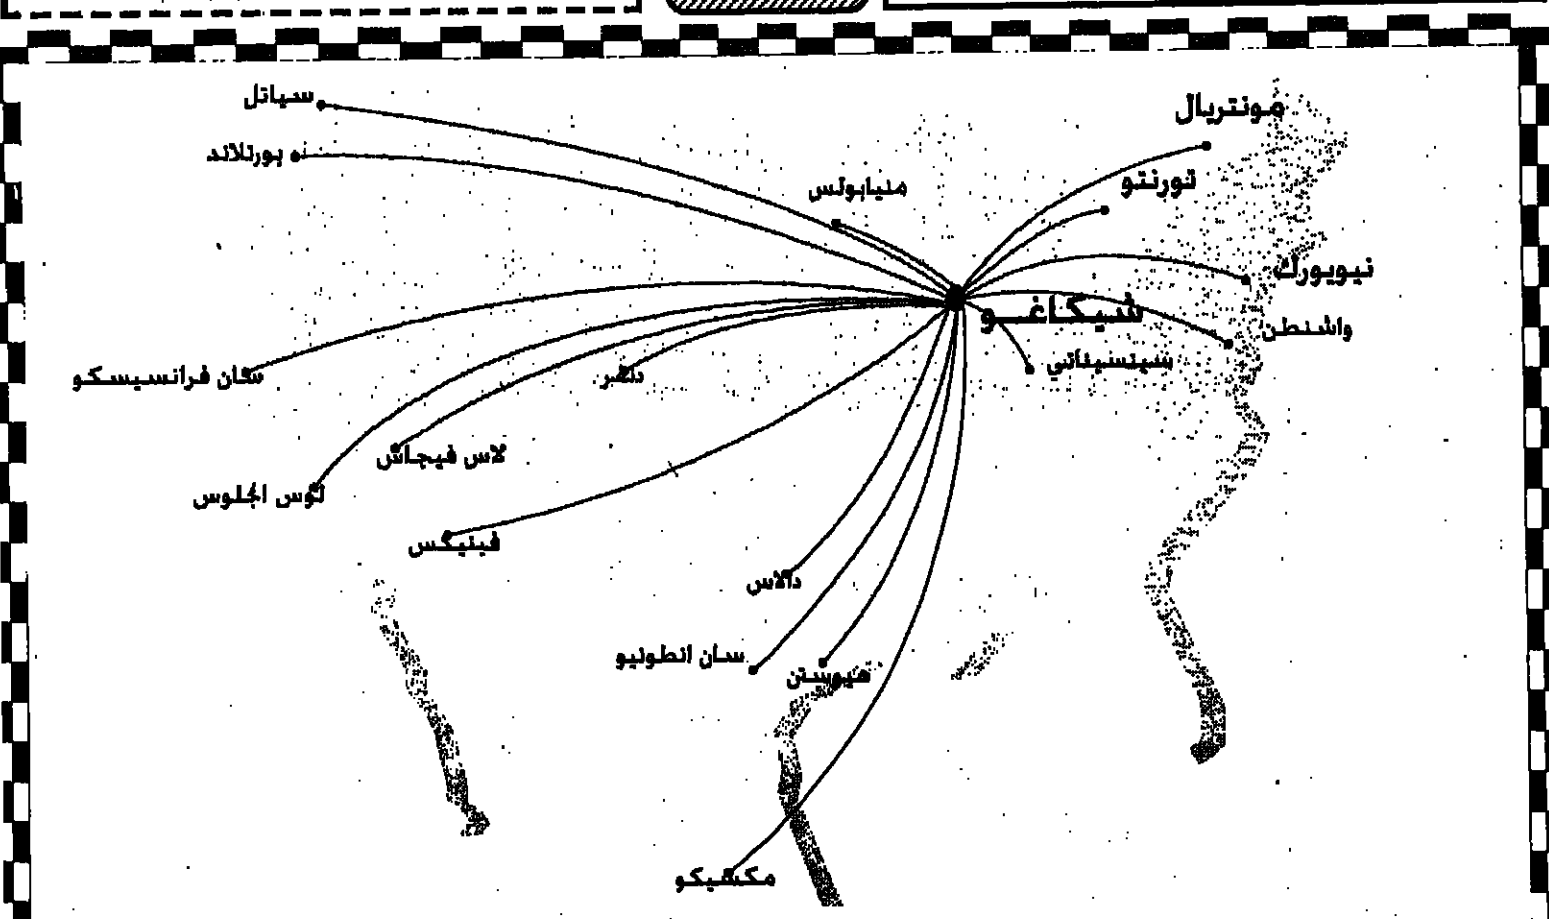 سياتل
مونتريال
بورتلاند
تورنتو
منيابولس
نيويورك
شيكاغو
واشنطن
سينسيناتي
دنفر
سان فرانسيسكو
لاس فيجاس
لوس انجلوس
فينيكس
دالاس
سان انطونيو
هيوستن
مكسيكو